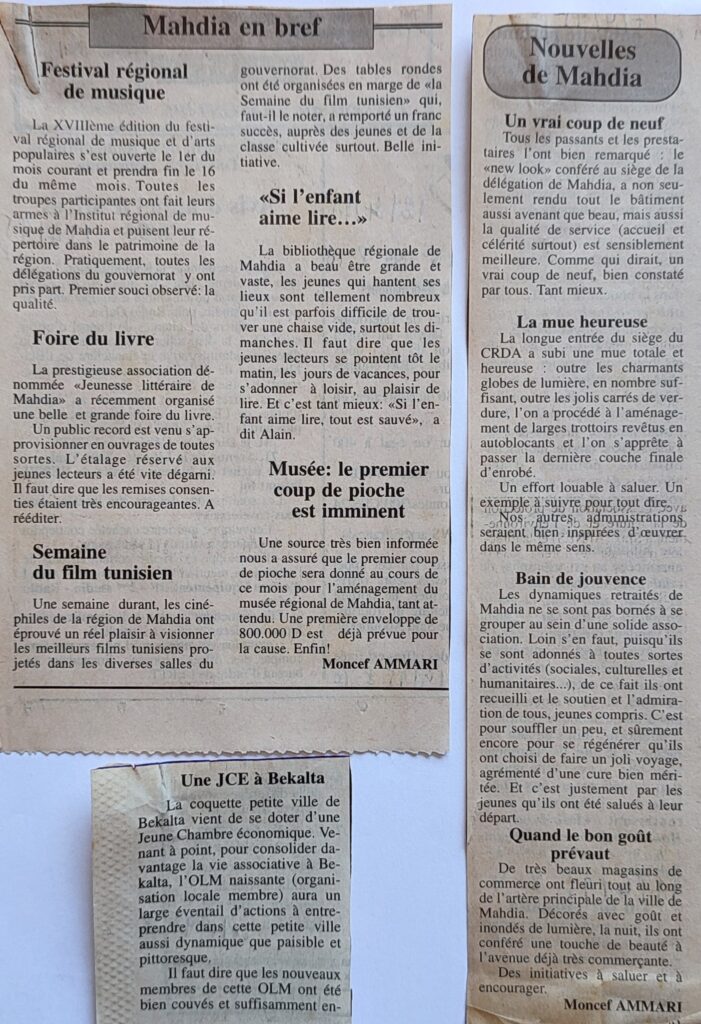 Mahdia en bref
Festival régional
de musique
La XVIIIème édition du festi-
val régional de musique et d'arts
populaires s'est ouverte le 1er du
mois courant et prendra fin le 16
du même mois. Toutes les
troupes participantes ont fait leurs
armes à l'Institut régional de mu-
sique de Mahdia et puisent leur ré-
pertoire dans le patrimoine de la
région. Pratiquement, toutes les
délégations du gouvernorat y ont
pris part. Premier souci observé: la
qualité.
Foire du livre
La prestigieuse association dé-
nommée «Jeunesse littéraire de
Mahdia» a récemment organisé
une belle et grande foire du livre.
Un public record est venu s'ap-
provisionner en ouvrages de toutes
sortes. L'étalage réservé aux
jeunes lecteurs a été vite dégarni.
Il faut dire que les remises consen-
ties étaient très encourageantes. A
rééditer.
Semaine
du film tunisien
Une semaine durant, les ciné-
philes de la région de Mahdia ont
éprouvé un réel plaisir à visionner
les meilleurs films tunisiens pro-
jetés dans les diverses salles du
gouvernorat. Des tables rondes
ont été organisées en marge de «la
Semaine du film tunisien» qui,
faut-il le noter, a remporté un franc
succès, auprès des jeunes et de la
classe cultivée surtout. Belle ini-
tiative.
«Si l'enfant
aime lire...»
La bibliothèque régionale de
Mahdia a beau être grande et
vaste, les jeunes qui hantent ses
lieux sont tellement nombreux
qu'il est parfois difficile de trou-
ver une chaise vide, surtout les di-
manches. Il faut dire que les
jeunes lecteurs se pointent tôt le
matin, les jours de vacances, pour
s'adonner à loisir, au plaisir de
lire. Et c'est tant mieux: «Si l'en-
fant aime lire, tout est sauvé», a
dit Alain.
Musée: le premier
coup de pioche
est imminent
Une source très bien informée
nous a assuré que le premier coup
de pioche sera donné au cours de
ce mois pour l'aménagement du
musée régional de Mahdia, tant at-
tendu. Une première enveloppe de
800.000 D est déjà prévue pour
la cause. Enfin!
Moncef AMMARI
Une JCE à Bekalta
La coquette petite ville de
Bekalta vient de se doter d'une
Jeune Chambre économique. Ve-
nant à point, pour consolider da-
vantage la vie associative à Be-
kalta, l'OLM naissante (organi-
sation locale membre) aura un
large éventail d'actions à entre-
prendre dans cette petite ville
aussi dynamique que paisible et
pittoresque.
Il faut dire que les nouveaux
membres de cette OLM ont été
bien couvés et suffisamment en-
Nouvelles
de Mahdia
Un vrai coup de neuf
Tous les passants et les presta-
taires l'ont bien remarqué : le
«new look» conféré au siège de la
délégation de Mahdia, a non seu-
lement rendu tout le bâtiment
aussi avenant que beau, mais aussi
la qualité de service (accueil et
célérité surtout) est sensiblement
meilleure. Comme qui dirait, un
vrai coup de neuf, bien constaté
par tous. Tant mieux.
La mue heureuse
La longue entrée du siège du
CRDA a subi une mue totale et
heureuse : outre les charmants
globes de lumière, en nombre suf-
fisant, outre les jolis carrés de ver-
dure, l'on a procédé à l'aménage-
ment de larges trottoirs revêtus en
autoblocants et l'on s'apprête à
passer la dernière couche finale
d'enrobé.
Un effort louable à saluer. Un
exemple à suivre pour tout dire.
Nos autres administrations
seraient bien inspirées d'œuvrer
dans le même sens.
Bain de jouvence
Les dynamiques retraités de
Mahdia ne se sont pas bornés à se
grouper au sein d'une solide asso-
ciation. Loin s'en faut, puisqu'ils
se sont adonnés à toutes sortes
d'activités (sociales, culturelles et
humanitaires...), de ce fait ils ont
recueilli et le soutien et l'admira-
tion de tous, jeunes compris. C'est
pour souffler un peu, et sûrement
encore pour se régénérer qu'ils
ont choisi de faire un joli voyage,
agrémenté d'une cure bien méri-
tée. Et c'est justement par les
jeunes qu'ils ont été salués à leur
départ.
Quand le bon goût
prévaut
De très beaux magasins de
commerce ont fleuri tout au long
de l'artère principale de la ville de
Mahdia. Décorés avec goût et
inondés de lumière, la nuit, ils ont
conféré une touche de beauté à
l'avenue déjà très commerçante.
Des initiatives à saluer et à
encourager.
Moncef AMMARI